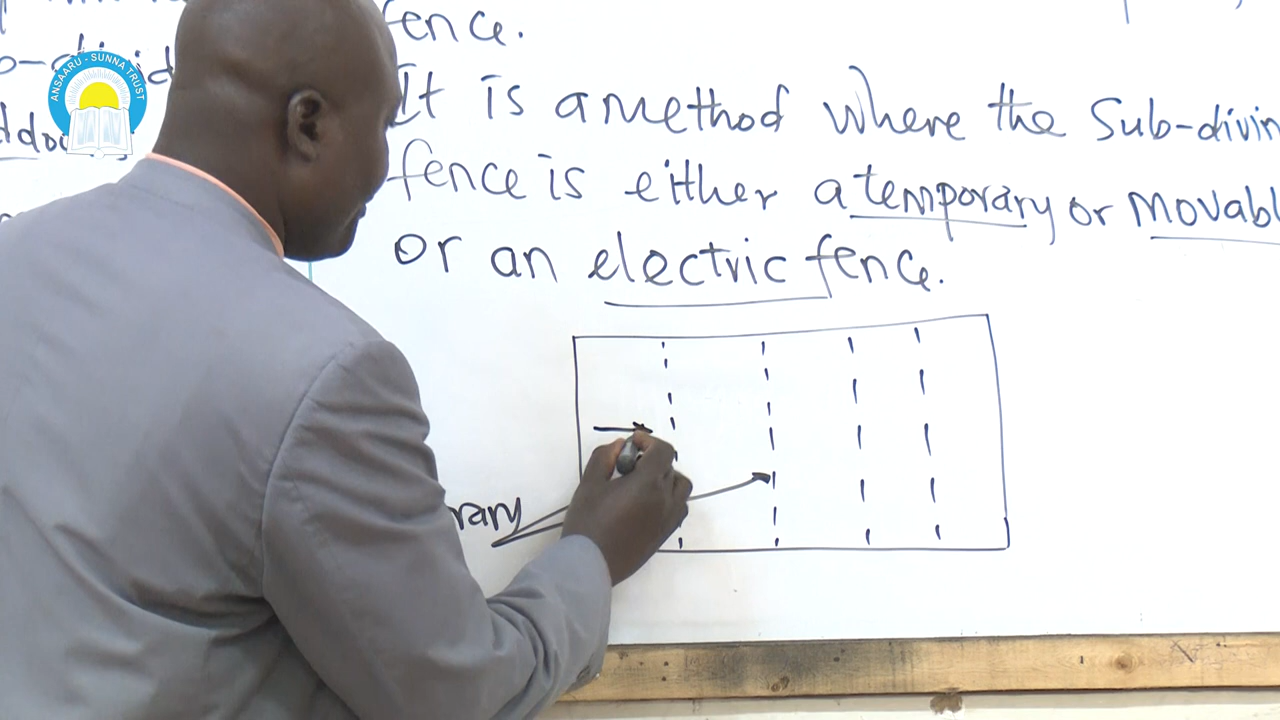 ANSAARU - SUNNA TRUST
fence.
It is a method where the Sub-divin
fence is either a temporary or movabl
or an electric fence.
rary